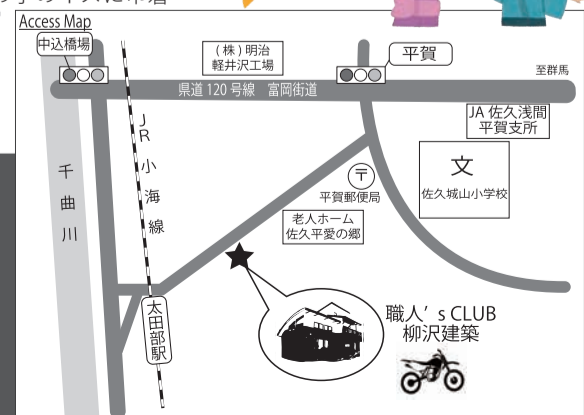 Access Map
中込橋場
(株)明治
軽井沢工場
平賀
至群馬
県道120号線 富岡街道
JA 佐久浅間
平賀支所
JR小海線
千曲川
文
佐久城山小学校
〒
平賀郵便局
老人ホーム
佐久平愛の郷
太田部駅
職人’s CLUB
柳沢建築